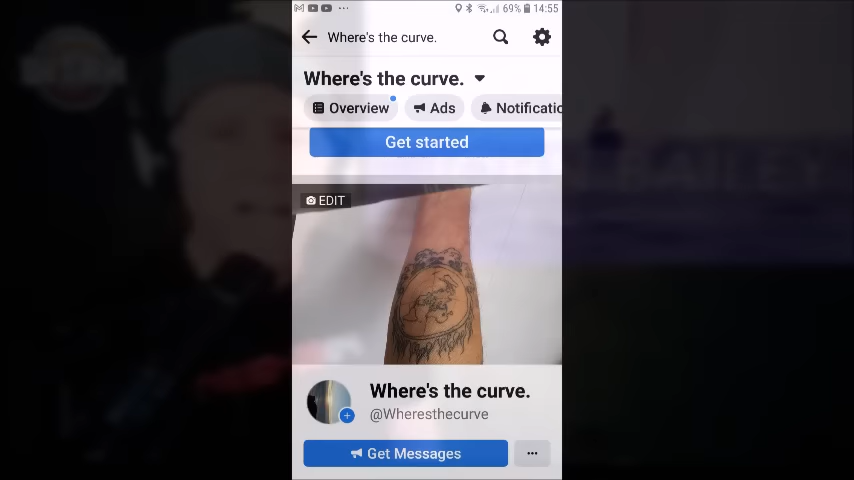 69% 14:55
Where's the curve.
Where's the curve.
Overview
Ads
Notificatio
Get started
BAILEY
EDIT
Where's the curve.
@Wheresthecurve
Get Messages